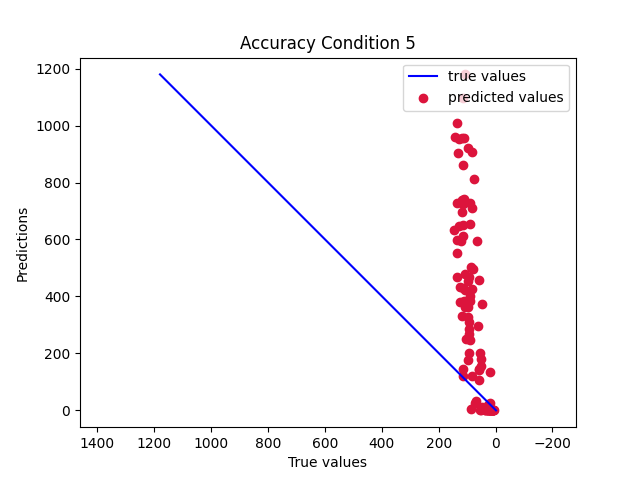 Accuracy Condition 5
true values
predicted values
1200
1000
800
600
400
200
0
Predictions
1400 1200 1000 800 600 400 200 0 −200
True values